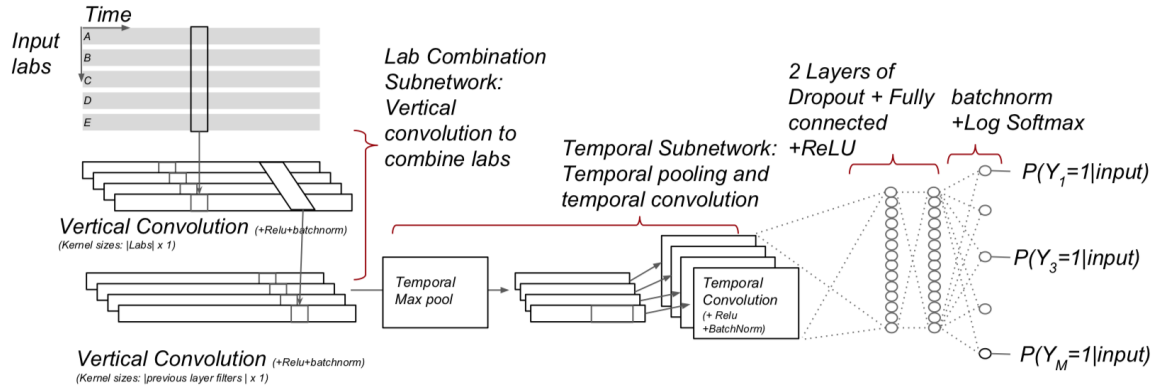 Time
Input
labs
A
B
C
D
E
Lab Combination
Subnetwork:
Vertical
convolution to
combine labs
Vertical Convolution (+Relu+batchnorm)
(Kernel sizes: |Labs| x 1)
Vertical Convolution (+Relu+batchnorm)
(Kernel sizes: |previous layer filters | x 1)
Temporal Subnetwork:
Temporal pooling and
temporal convolution
Temporal
Max pool
Temporal
Convolution
(+ Relu
+BatchNorm)
2 Layers of
Dropout + Fully
connected
+ReLU
batchnorm
+Log Softmax
P(Y_1=1|input)
P(Y_3=1|input)
P(Y_M=1|input)